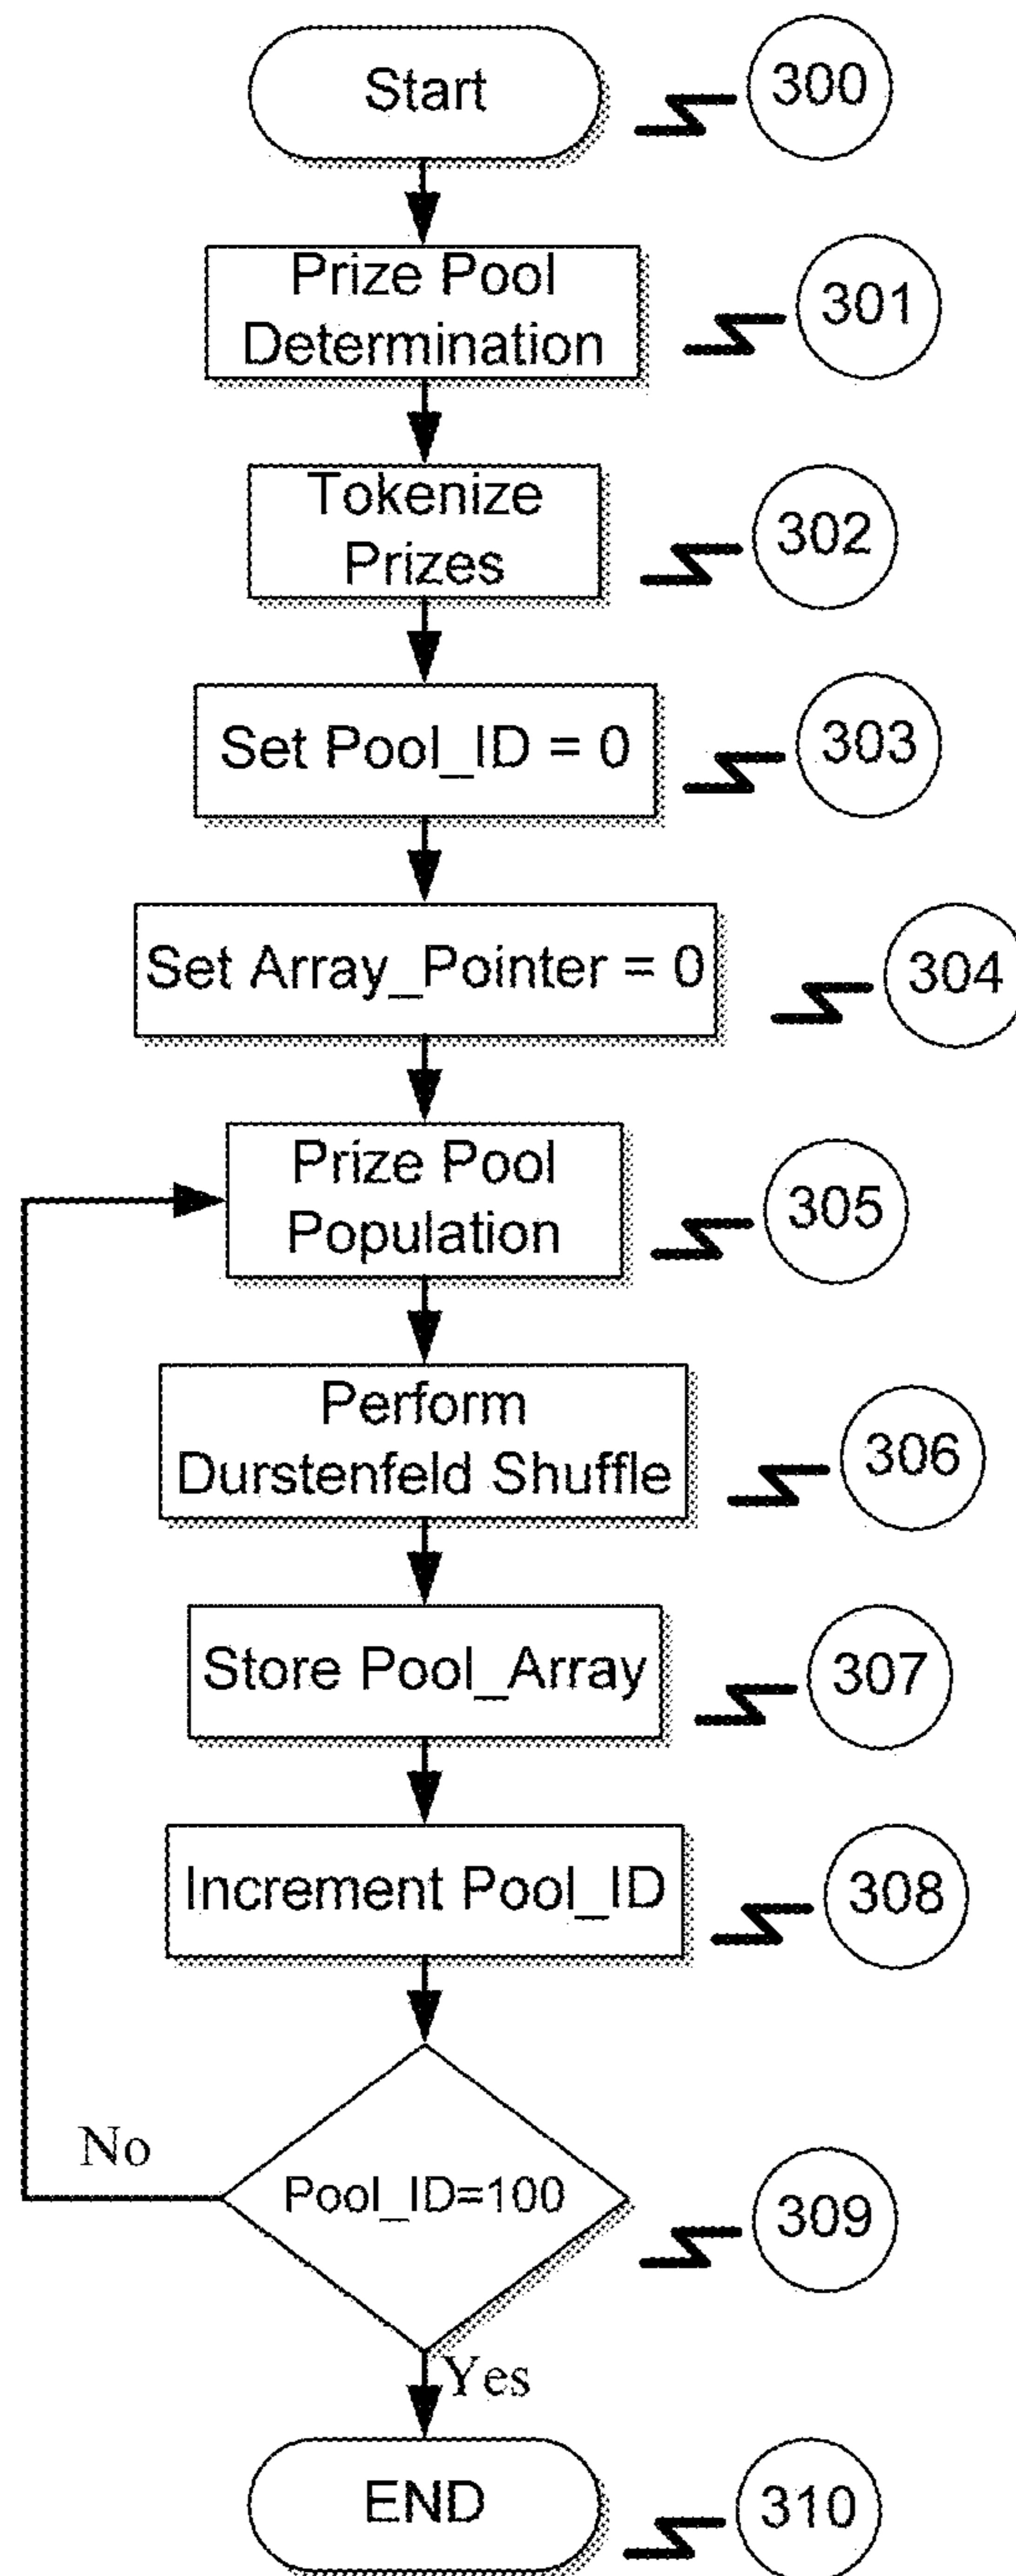 Start
300
Prize Pool
Determination
301
Tokenize
Prizes
302
Set Pool_ID = 0
303
Set Array_Pointer = 0
304
Prize Pool
Population
305
Perform
Durstenfeld Shuffle
306
Store Pool_Array
307
Increment Pool_ID
308
No
Pool_ID=100
309
Yes
END
310